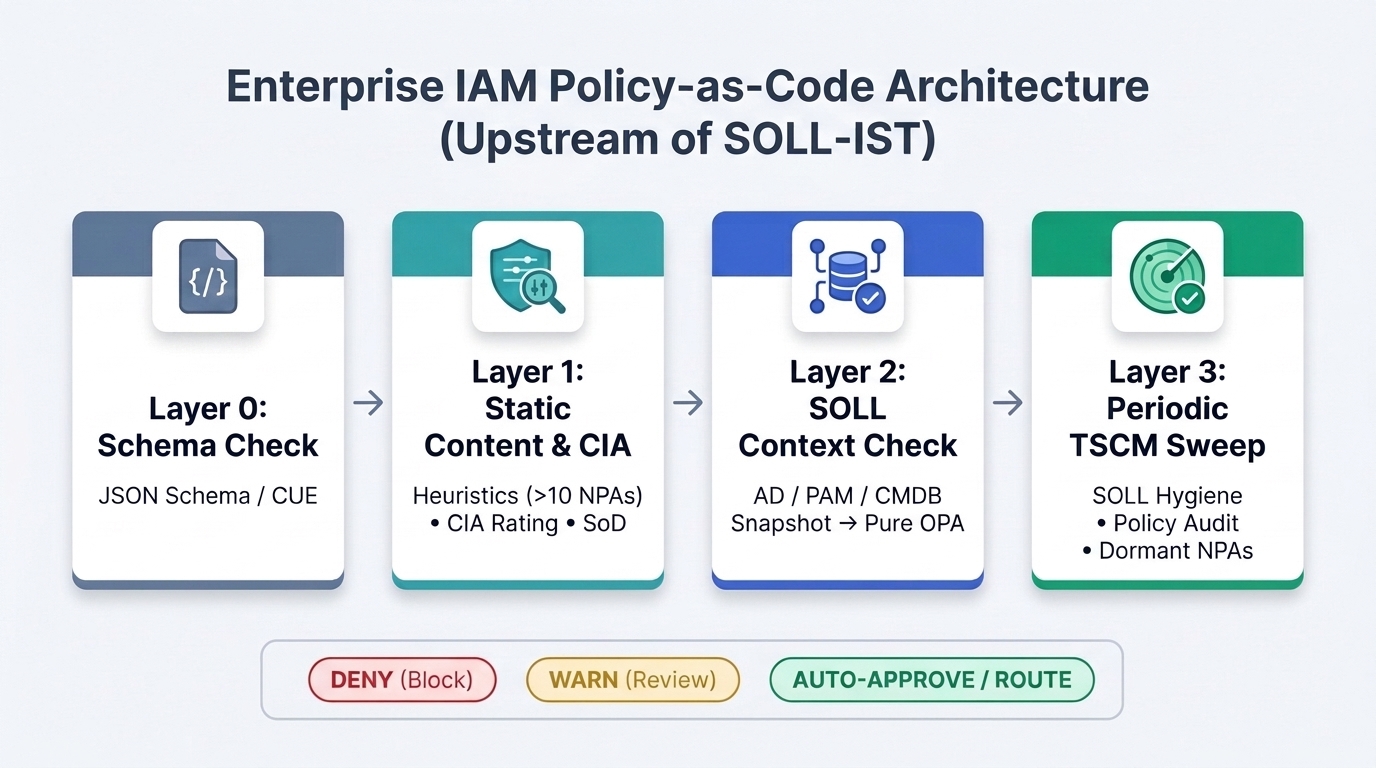 Enterprise IAM Policy-as-Code Architecture
(Upstream of SOLL-IST)
{/}
Layer 0:
Schema Check
JSON Schema / CUE
→
Layer 1:
Static
Content & CIA
Heuristics (>10 NPAs)
• CIA Rating • SoD
→
Layer 2:
SOLL
Context Check
AD / PAM / CMDB
Snapshot → Pure OPA
→
Layer 3:
Periodic
TSCM Sweep
SOLL Hygiene
• Policy Audit
• Dormant NPAs
DENY (Block)
WARN (Review)
AUTO-APPROVE / ROUTE